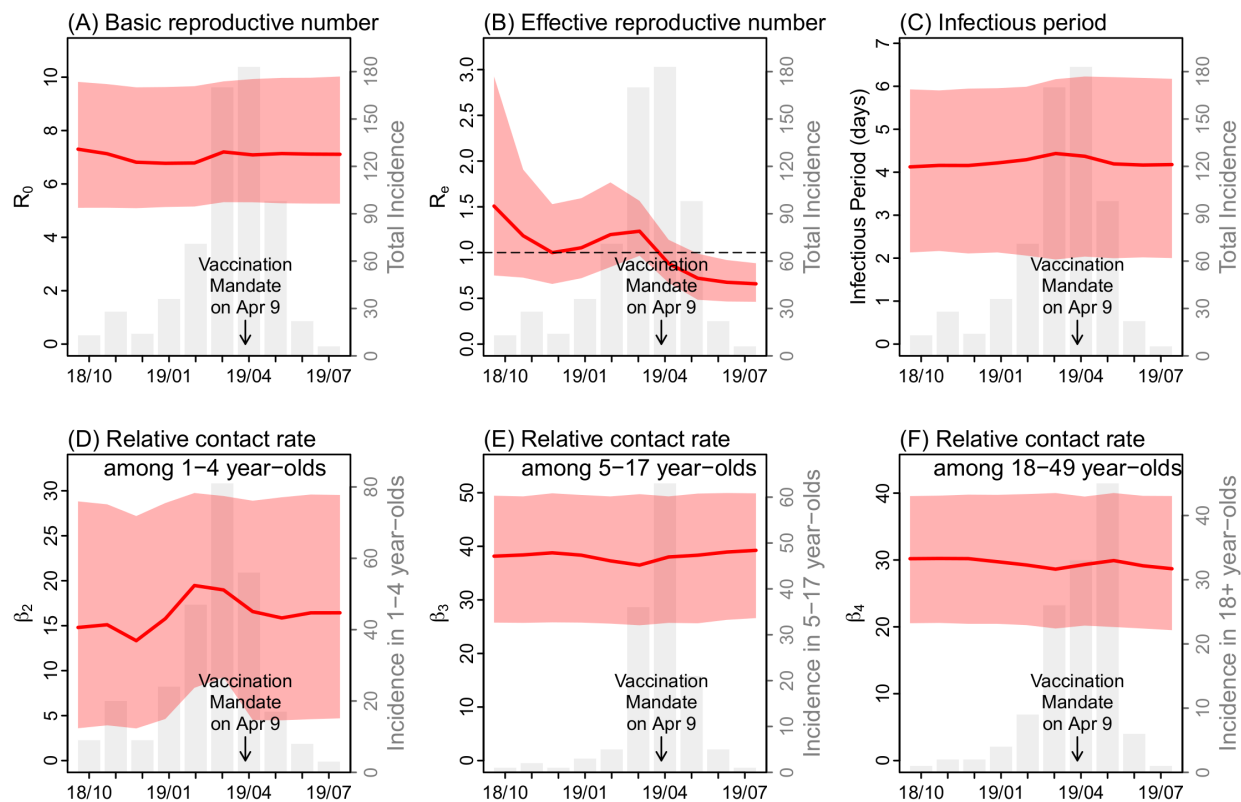 (A) Basic reproductive number
R0
0 2 4 6 8 10
Vaccination
Mandate
on Apr 9
18/10 19/01 19/04 19/07
0 30 60 90 120 150 180
Total Incidence
(B) Effective reproductive number
Re
0.0 0.5 1.0 1.5 2.0 2.5 3.0
Vaccination
Mandate
on Apr 9
18/10 19/01 19/04 19/07
0 30 60 90 120 150 180
Total Incidence
(C) Infectious period
Infectious Period (days)
0 1 2 3 4 5 6 7
Vaccination
Mandate
on Apr 9
18/10 19/01 19/04 19/07
0 30 60 90 120 150 180
Total Incidence
(D) Relative contact rate
among 1−4 year−olds
β2
0 5 10 15 20 25 30
Vaccination
Mandate
on Apr 9
18/10 19/01 19/04 19/07
0 20 40 60 80
Incidence in 1−4 year−olds
(E) Relative contact rate
among 5−17 year−olds
β3
0 10 20 30 40 50
Vaccination
Mandate
on Apr 9
18/10 19/01 19/04 19/07
0 10 20 30 40 50 60
Incidence in 5−17 year−olds
(F) Relative contact rate
among 18−49 year−olds
β4
0 10 20 30 40
Vaccination
Mandate
on Apr 9
18/10 19/01 19/04 19/07
0 10 20 30 40
Incidence in 18+ year−olds